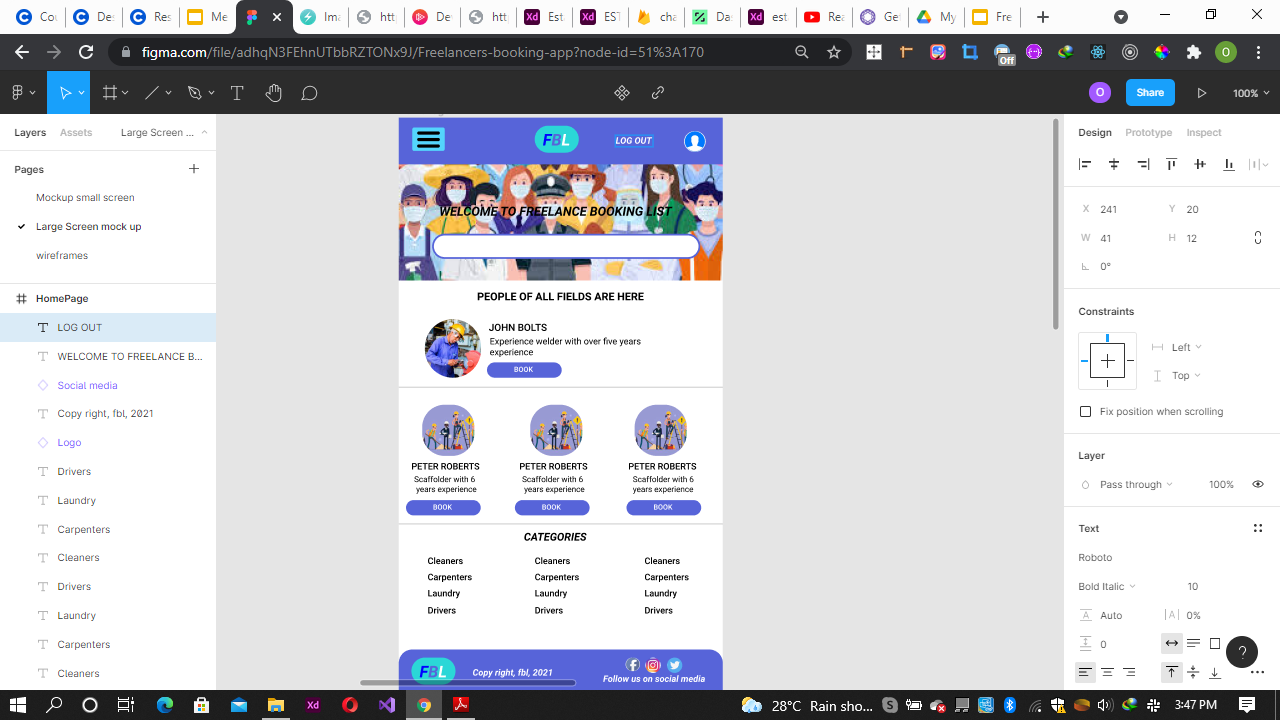 Co
De
Re
Me
Ima
htt
De
htt
Est
EST
cha
Da
est
Rea
Ge
My
Fre
figma.com/file/adhqN3FEhnUTbbRZTONx9J/Freelancers-booking-app?node-id=51%3A170
Off
O
O
Share
100%
Layers
Assets
Large Screen ...
Pages
Mockup small screen
Large Screen mock up
wireframes
HomePage
LOG OUT
WELCOME TO FREELANCE B...
Social media
Copy right, fbl, 2021
Logo
Drivers
Laundry
Carpenters
Cleaners
Drivers
Laundry
Carpenters
Cleaners
FBL
LOG OUT
WELCOME TO FREELANCE BOOKING LIST
PEOPLE OF ALL FIELDS ARE HERE
JOHN BOLTS
Experience welder with over five years
experience
BOOK
PETER ROBERTS
Scaffolder with 6
years experience
BOOK
PETER ROBERTS
Scaffolder with 6
years experience
BOOK
PETER ROBERTS
Scaffolder with 6
years experience
BOOK
CATEGORIES
Cleaners
Carpenters
Laundry
Drivers
Cleaners
Carpenters
Laundry
Drivers
Cleaners
Carpenters
Laundry
Drivers
FBL
Copy right, fbl, 2021
Follow us on social media
Design
Prototype
Inspect
X 241
Y 20
W 41
H 12
0°
Constraints
Left
Top
Fix position when scrolling
Layer
Pass through
100%
Text
Roboto
Bold Italic
10
Auto
0%
0
?
28°C Rain sho...
3:47 PM